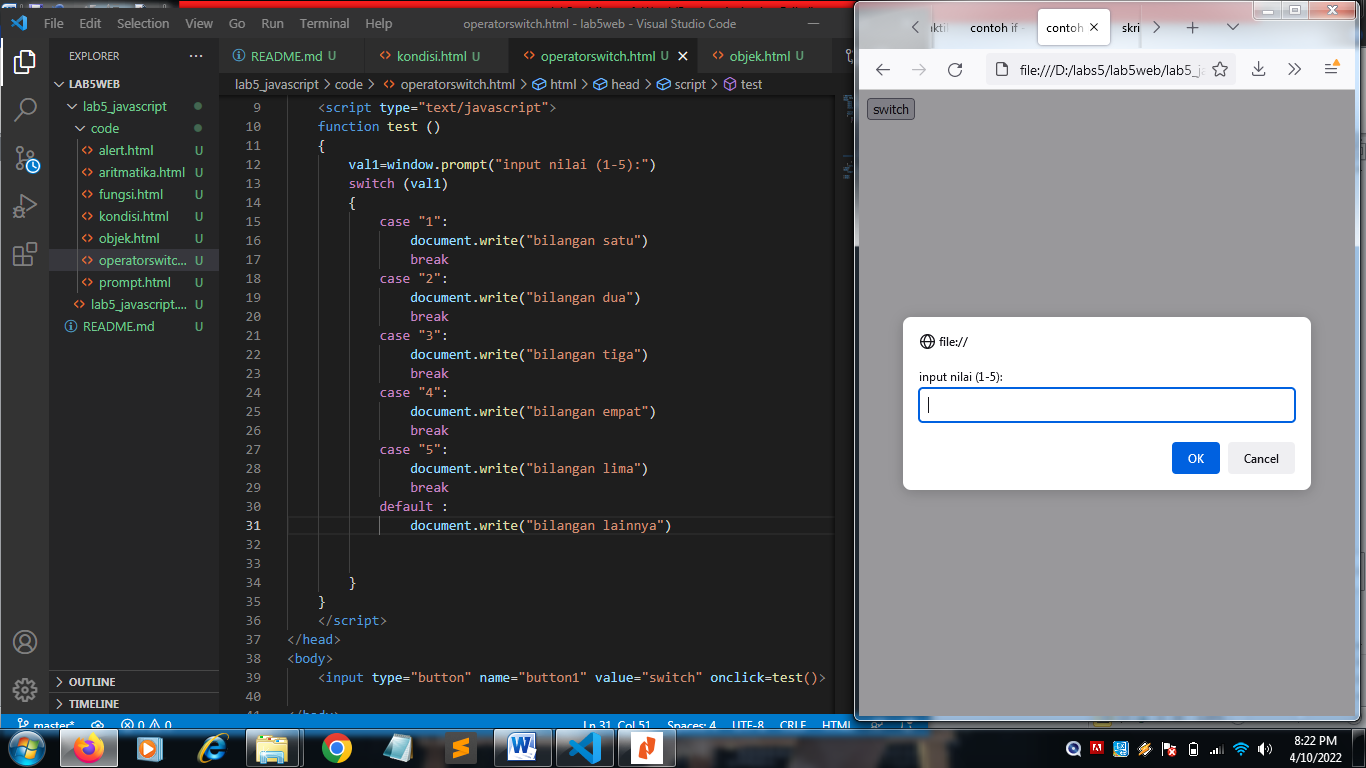 File Edit Selection View Go Run Terminal Help operatorswitch.html - lab5web - Visual Studio Code
EXPLORER
LAB5WEB
lab5_javascript
code
alert.html U
aritmatika.html U
fungsi.html U
kondisi.html U
objek.html U
operatorswitc... U
prompt.html U
lab5_javascript.... U
README.md U
OUTLINE
TIMELINE
README.md U kondisi.html U operatorswitch.html U objek.html U
lab5_javascript > code > operatorswitch.html > html > head > script > test
9 <script type="text/javascript">
10 function test ()
11 {
12 val1=window.prompt("input nilai (1-5):")
13 switch (val1)
14 {
15 case "1":
16 document.write("bilangan satu")
17 break
18 case "2":
19 document.write("bilangan dua")
20 break
21 case "3":
22 document.write("bilangan tiga")
23 break
24 case "4":
25 document.write("bilangan empat")
26 break
27 case "5":
28 document.write("bilangan lima")
29 break
30 default :
31 document.write("bilangan lainnya")
32
33
34 }
35 }
36 </script>
37 </head>
38 <body>
39 <input type="button" name="button1" value="switch" onclick=test()>
40
master* 0 0 Ln 31, Col 51 Spaces: 4 UTF-8 CRLF HTML
contoh if contoh skri
file:///D:/labs5/lab5web/lab5_ja
switch
file://
input nilai (1-5):
OK Cancel
8:22 PM
4/10/2022